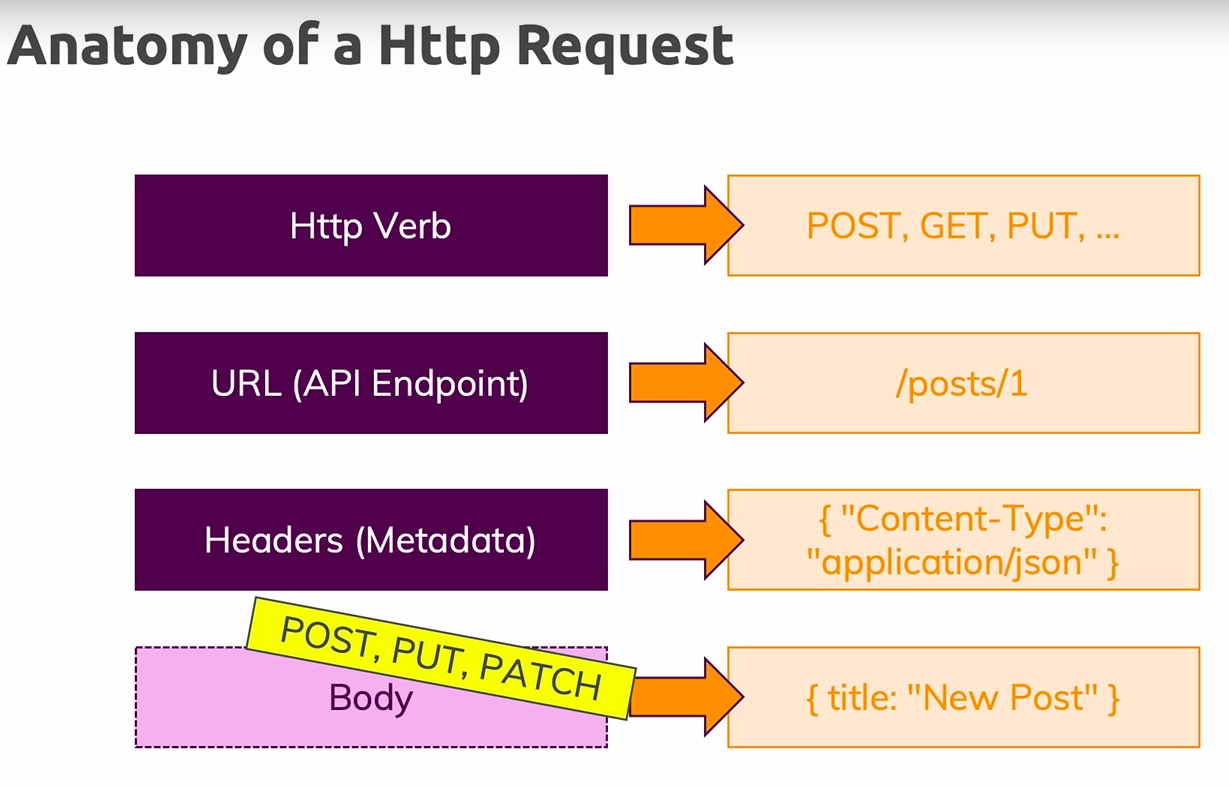 Anatomy of a Http Request
Http Verb
POST, GET, PUT, ...
URL (API Endpoint)
/posts/1
Headers (Metadata)
{ "Content-Type":
"application/json" }
POST, PUT, PATCH
Body
{ title: "New Post" }